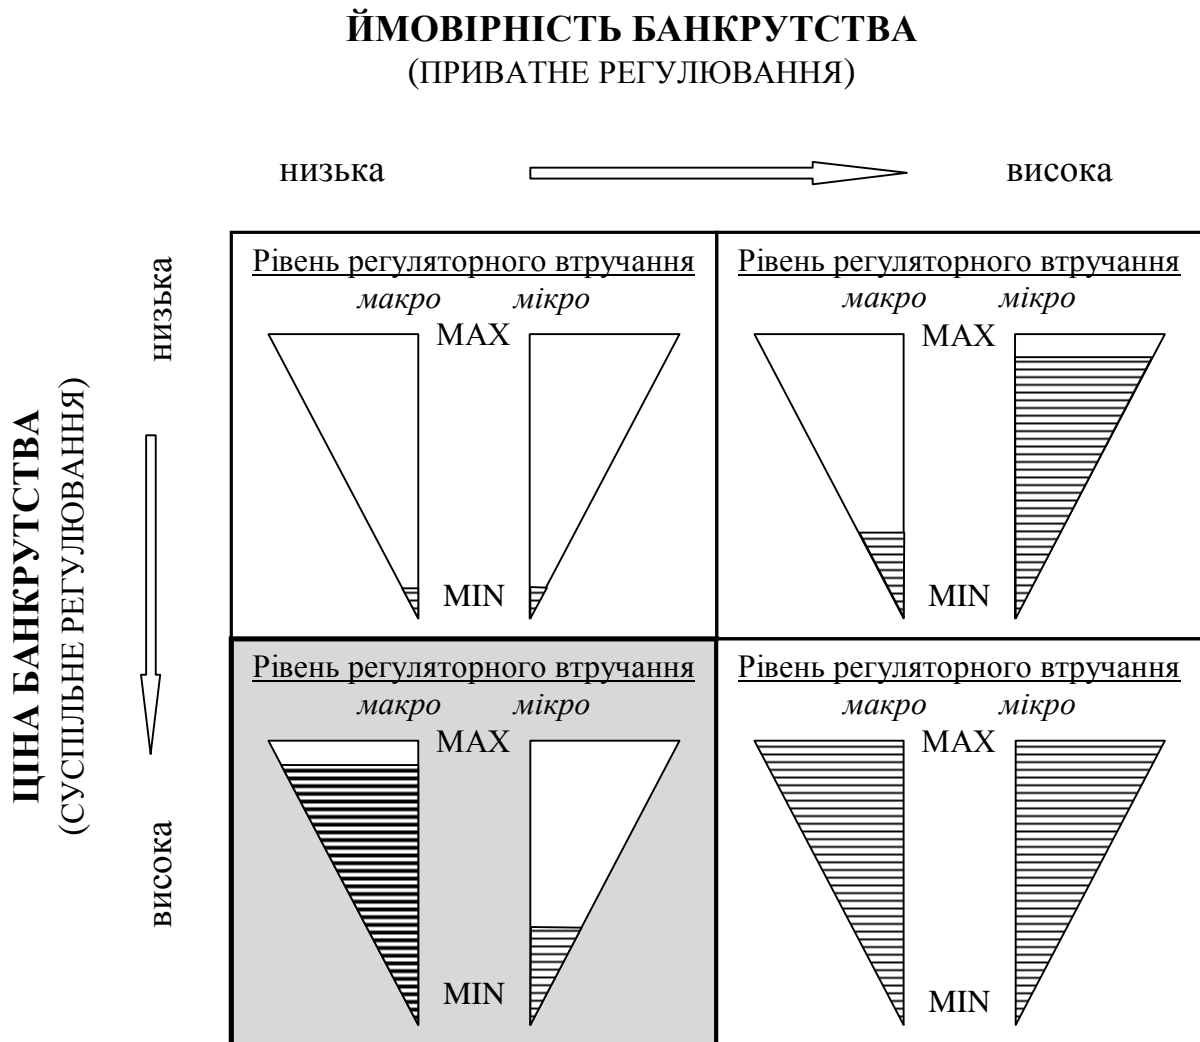 ЙМОВІРНІСТЬ БАНКРУТСТВА
(ПРИВАТНЕ РЕГУЛЮВАННЯ)
низька
висока
ЦІНА БАНКРУТСТВА
(СУСПІЛЬНЕ РЕГУЛЮВАННЯ)
низька
висока
Рівень регуляторного втручання
макро мікро
MAX
MIN
Рівень регуляторного втручання
макро мікро
MAX
MIN
Рівень регуляторного втручання
макро мікро
MAX
MIN
Рівень регуляторного втручання
макро мікро
MAX
MIN